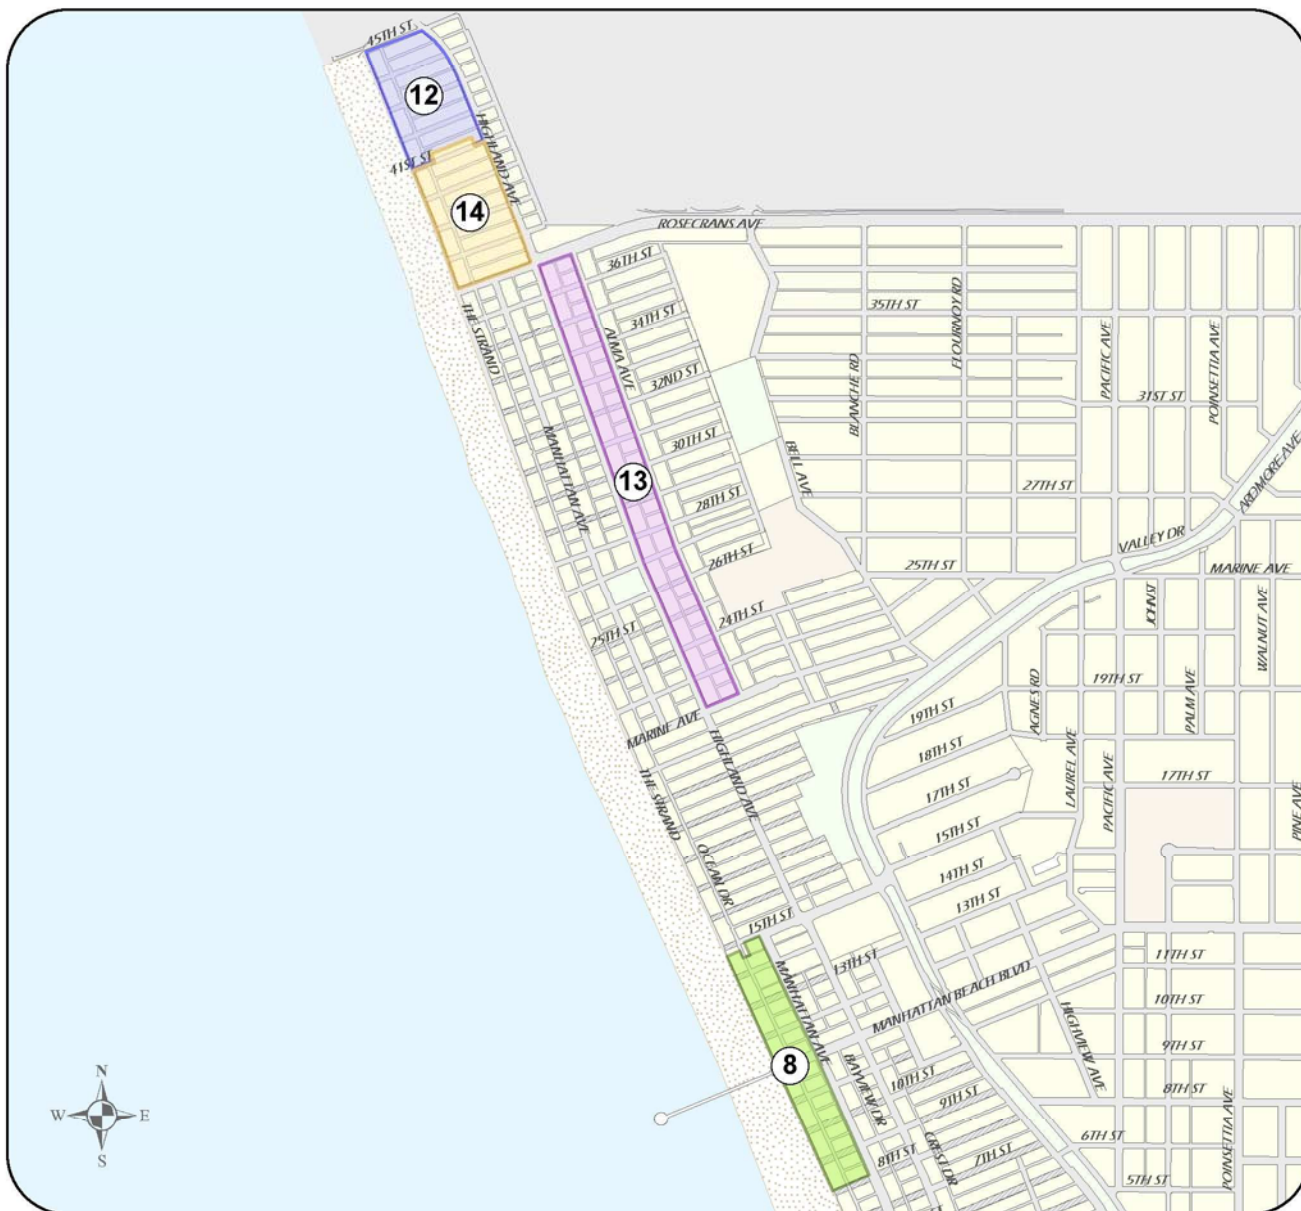 45TH ST
12
HIGHLAND AVE
41ST ST
14
ROSECRANS AVE
36TH ST
THE STRAND
34TH ST
ALMA AVE
32ND ST
35TH ST
FLOURNOY RD
BLANCHE RD
PACIFIC AVE
POINSETTIA AVE
31ST ST
MANHATTAN AVE
30TH ST
13
28TH ST
BELL AVE
27TH ST
ARDMORE AVE
26TH ST
VALLEY DR
25TH ST
MARINE AVE
24TH ST
25TH ST
JOHN ST
WALNUT AVE
19TH ST
AGNES RD
PALM AVE
MARINE AVE
19TH ST
HIGHLAND AVE
18TH ST
LAUREL AVE
PACIFIC AVE
17TH ST
THE STRAND
17TH ST
PINE AVE
15TH ST
OCEAN DR
14TH ST
13TH ST
15TH ST
13TH ST
11TH ST
MANHATTAN AVE
MANHATTAN BEACH BLVD
10TH ST
HIGHVIEW AVE
9TH ST
8
BAYVIEW DR
10TH ST
8TH ST
9TH ST
POINSETTIA AVE
6TH ST
8TH ST
CREST DR
7TH ST
5TH ST
N
W
E
S